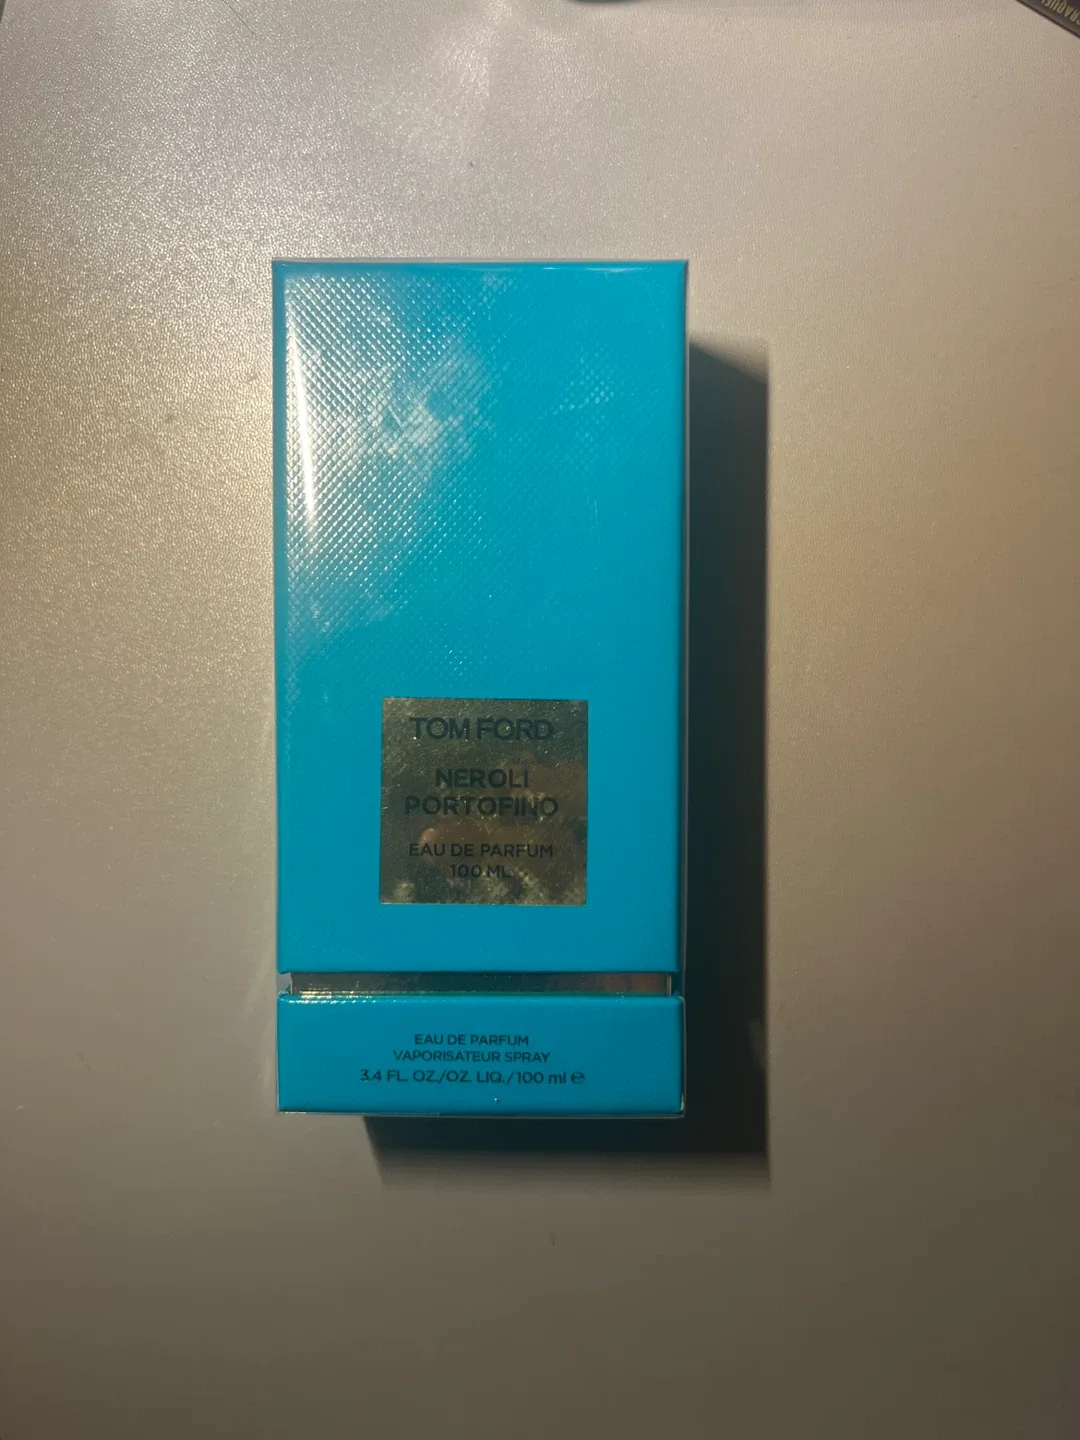 TOM FORD
NEROLI
PORTOFINO
EAU DE PARFUM
100 ML
EAU DE PARFUM
VAPORISATEUR SPRAY
3.4 FL. OZ./OZ. LIQ./100 ml ℮